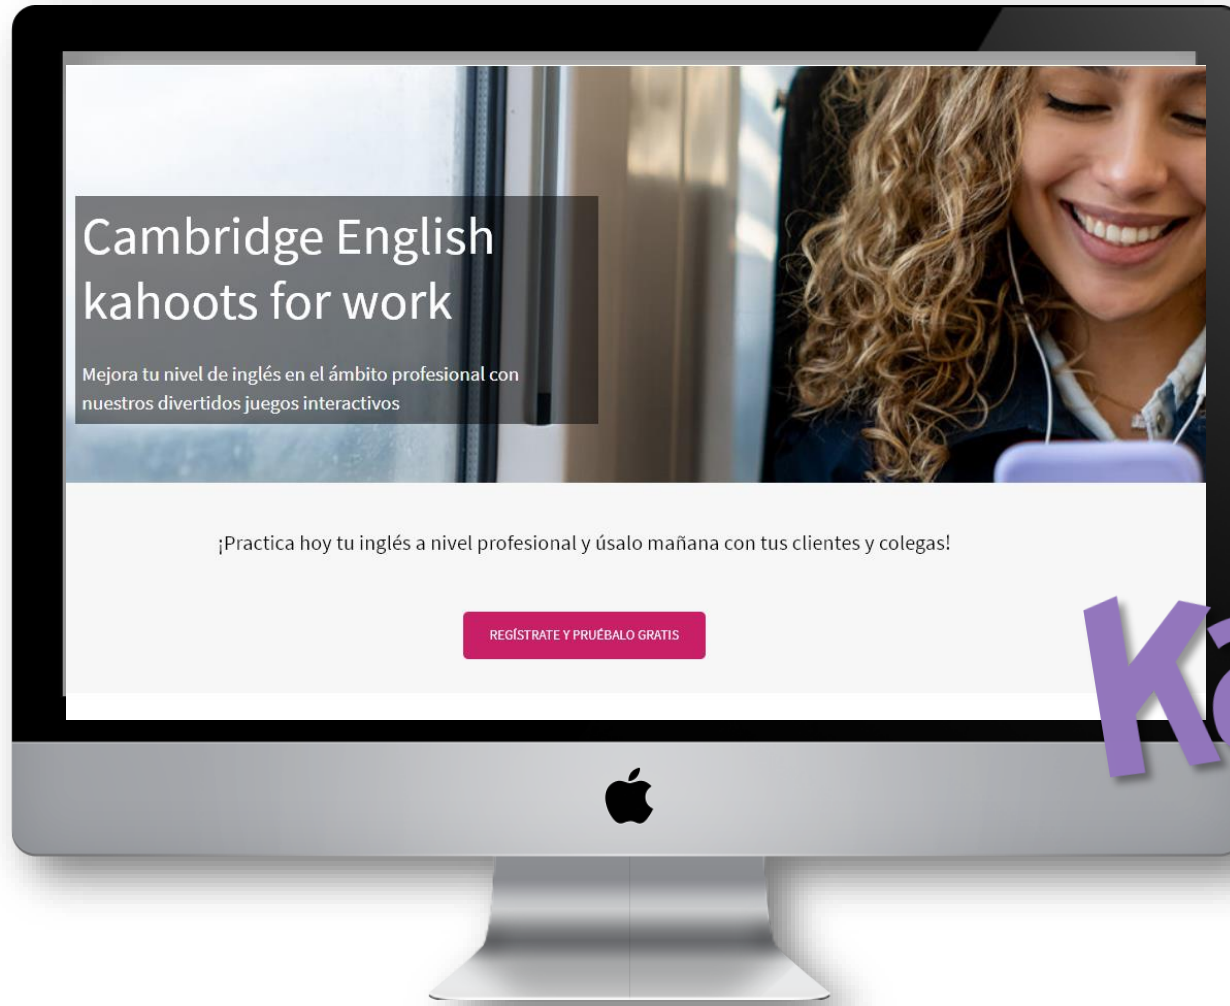 Cambridge English
kahoots for work
Mejora tu nivel de inglés en el ámbito profesional con
nuestros divertidos juegos interactivos
¡Practica hoy tu inglés a nivel profesional y úsalo mañana con tus clientes y colegas!
REGÍSTRATE Y PRUÉBALO GRATIS
Ka